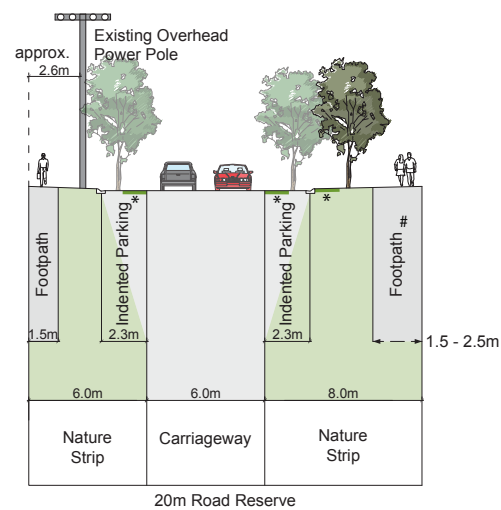 Existing Overhead
Power Pole
approx.
2.6m
*
*
*
Footpath
Indented Parking
Indented Parking
Footpath
#
1.5m
2.3m
2.3m
1.5 - 2.5m
6.0m
6.0m
8.0m
Nature
Strip
Carriageway
Nature
Strip
20m Road Reserve